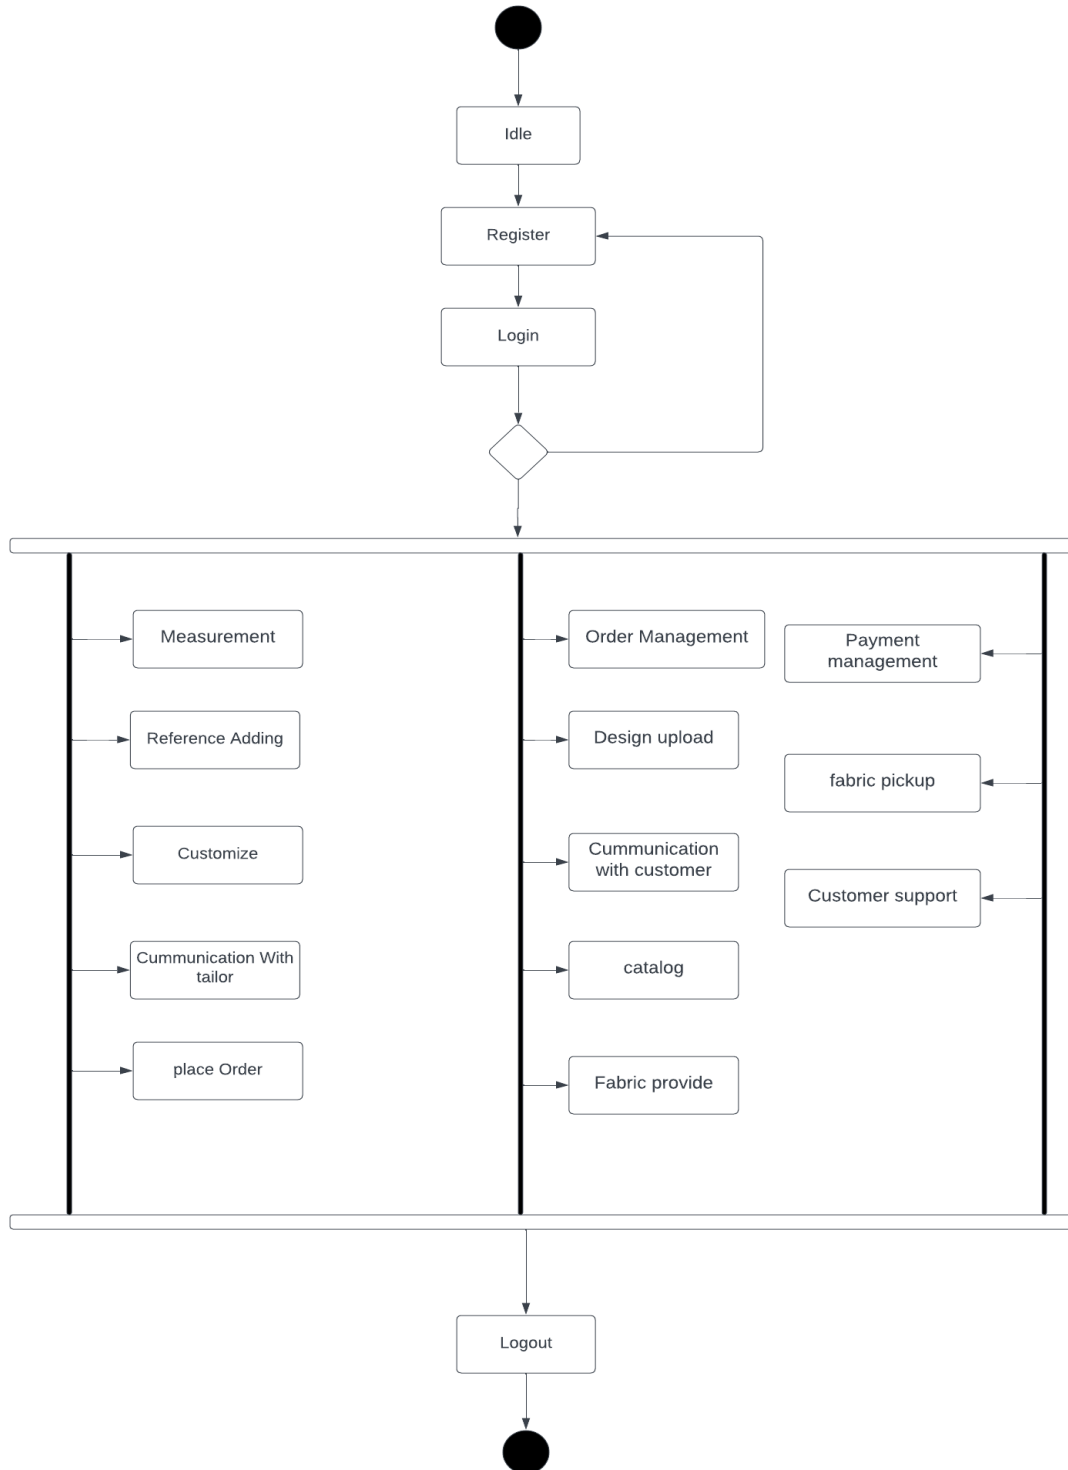 Idle
Register
Login
Measurement
Reference Adding
Customize
Cummunication With
tailor
place Order
Order Management
Design upload
Cummunication
with customer
catalog
Fabric provide
Payment
management
fabric pickup
Customer support
Logout